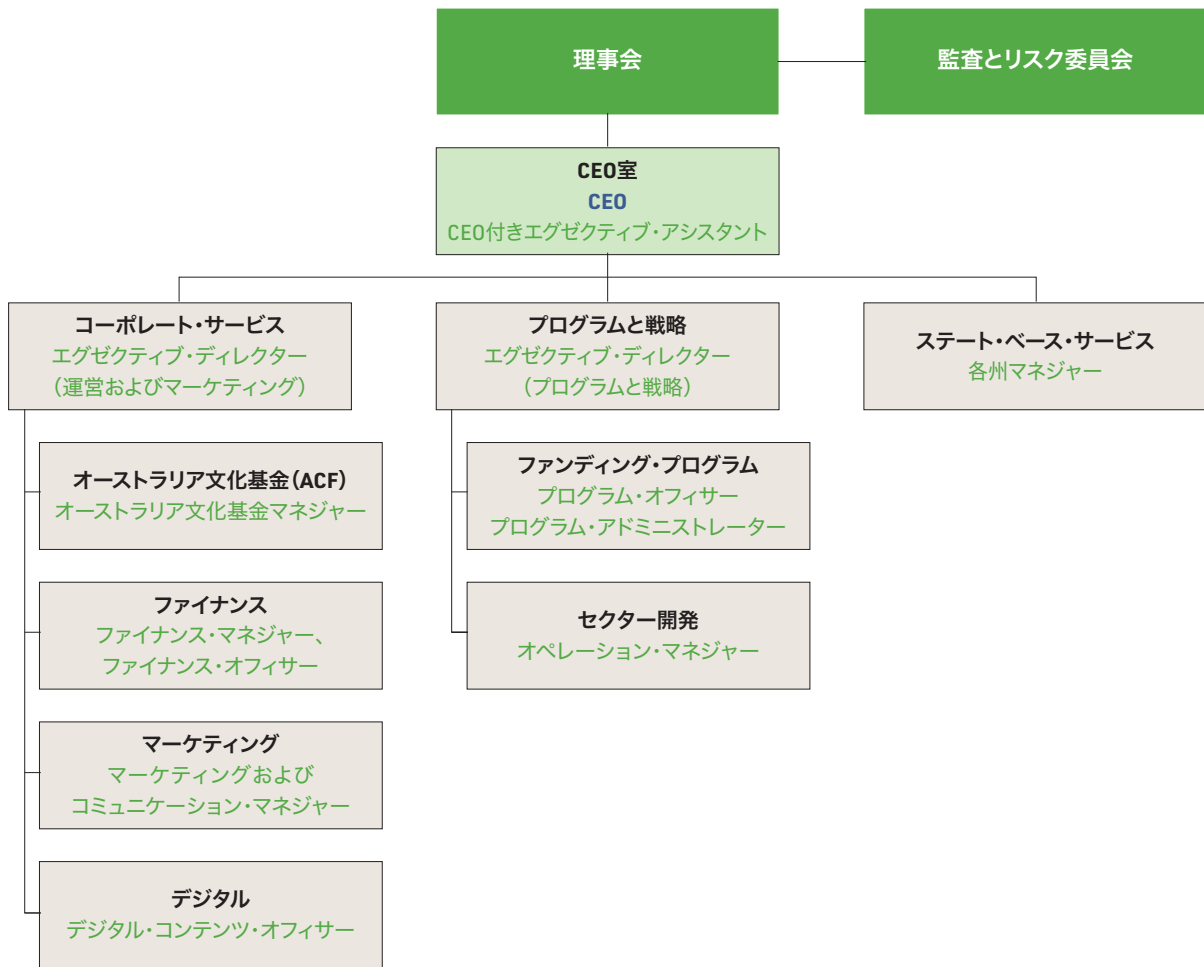 理事会
監査とリスク委員会
CEO室
CEO
CEO付きエグゼクティブ・アシスタント
コーポレート・サービス
エグゼクティブ・ディレクター
（運営およびマーケティング）
プログラムと戦略
エグゼクティブ・ディレクター
（プログラムと戦略）
ステート・ベース・サービス
各州マネジャー
オーストラリア文化基金（ACF）
オーストラリア文化基金マネジャー
ファイナンス
ファイナンス・マネジャー、
ファイナンス・オフィサー
マーケティング
マーケティングおよび
コミュニケーション・マネジャー
デジタル
デジタル・コンテンツ・オフィサー
ファンディング・プログラム
プログラム・オフィサー
プログラム・アドミニストレーター
セクター開発
オペレーション・マネジャー